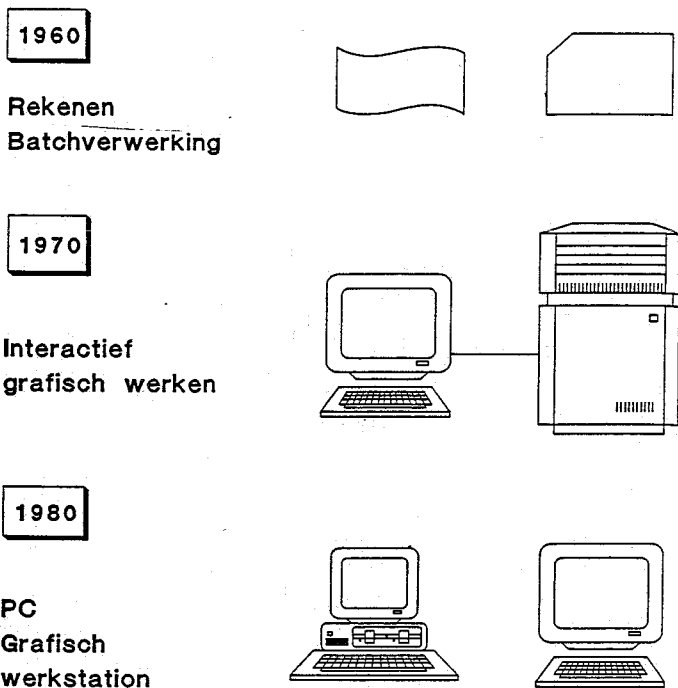 1960
Rekenen
Batchverwerking
1970
Interactief
grafisch werken
1980
PC
Grafisch
werkstation